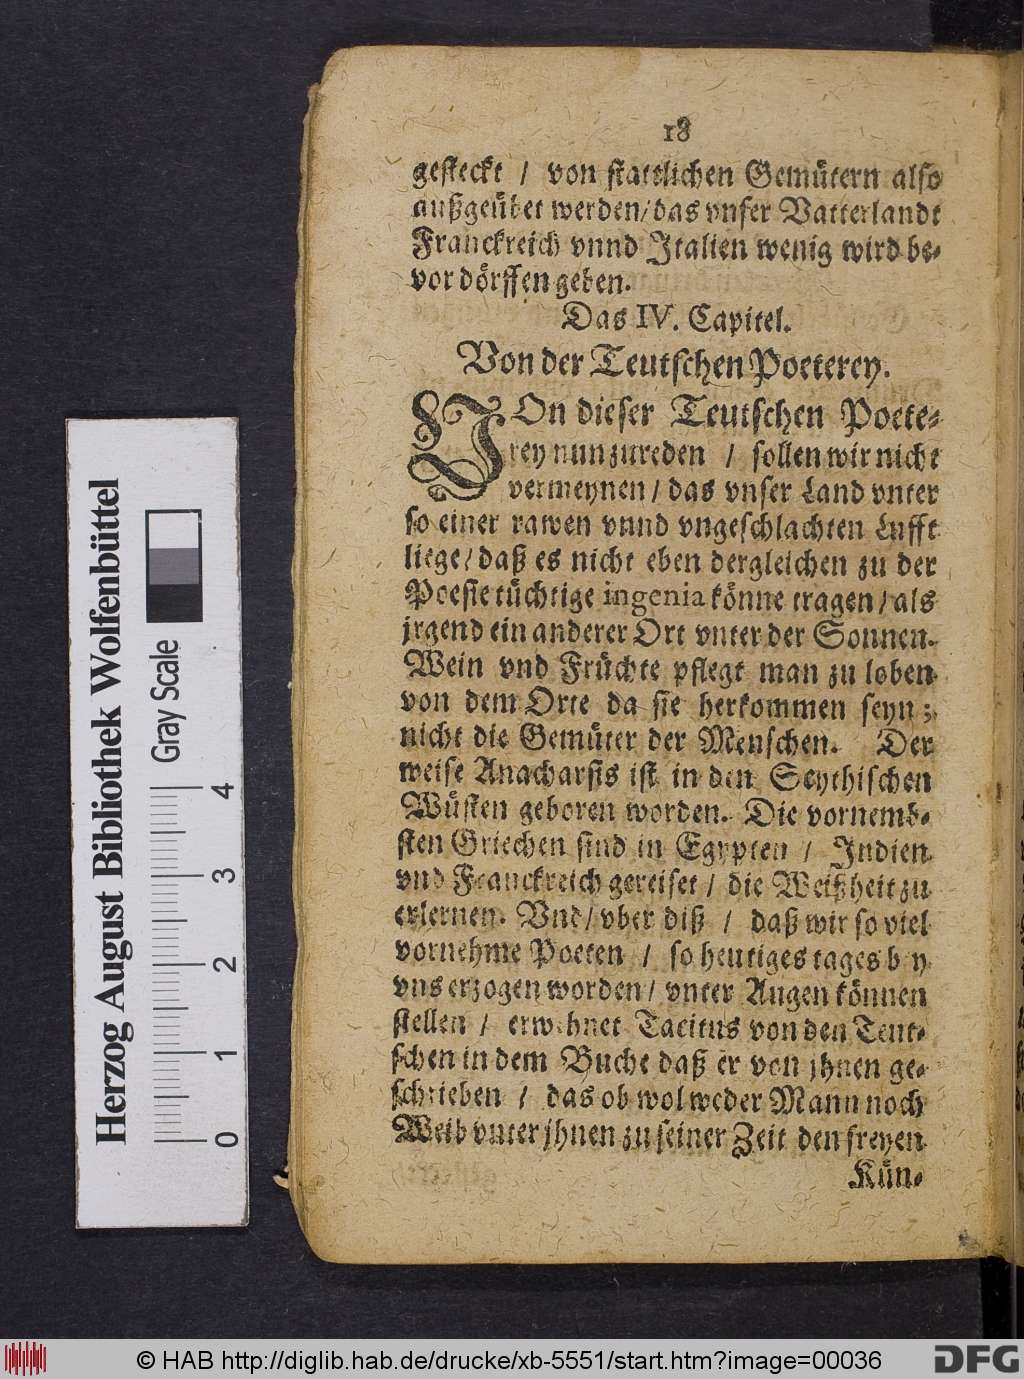 18
gesteckt / von stattlichen Gemütern also
außgeübet werden/das vnser Vatterlandt
Franckreich vnnd Italien wenig wird be-
vor dörffen geben.
Das IV. Capitel.
Von der Teutschen Poeterey.
VOn dieser Teutschen Poete-
rey nun zureden / sollen wir nicht
vermeynen / das vnser Land vnter
so einer rawen vnnd vngeschlachten Lufft
liege/ daß es nicht eben dergleichen zu der
Poesie tüchtige ingenia könne tragen / als
jrgend ein anderer Ort vnter der Sonnen.
Wein vnd Früchte pflegt man zu loben
von dem Orte da sie herkommen seyn;
nicht die Gemüter der Menschen. Der
weise Anacharsis ist in den Scythischen
Wüsten geboren worden. Die vornemb-
sten Griechen sind in Egypten / Indien
vnd Franckreich gereiset / die Weißheit zu
erlernen. Vnd/ vber diß / daß wir so viel
vornehme Poeten / so heutiges tages b y
vns erzogen worden / vnter Augen können
stellen / erwehnet Tacitus von den Teut-
schen in dem Buche daß er von jhnen ge-
schrieben / das ob wol weder Mann noch
Weib vnter jhnen zu seiner Zeit den freyen
Kün-
Herzog August Bibliothek Wolfenbüttel
Gray Scale
0 1 2 3 4
© HAB http://diglib.hab.de/drucke/xb-5551/start.htm?image=00036
DFG